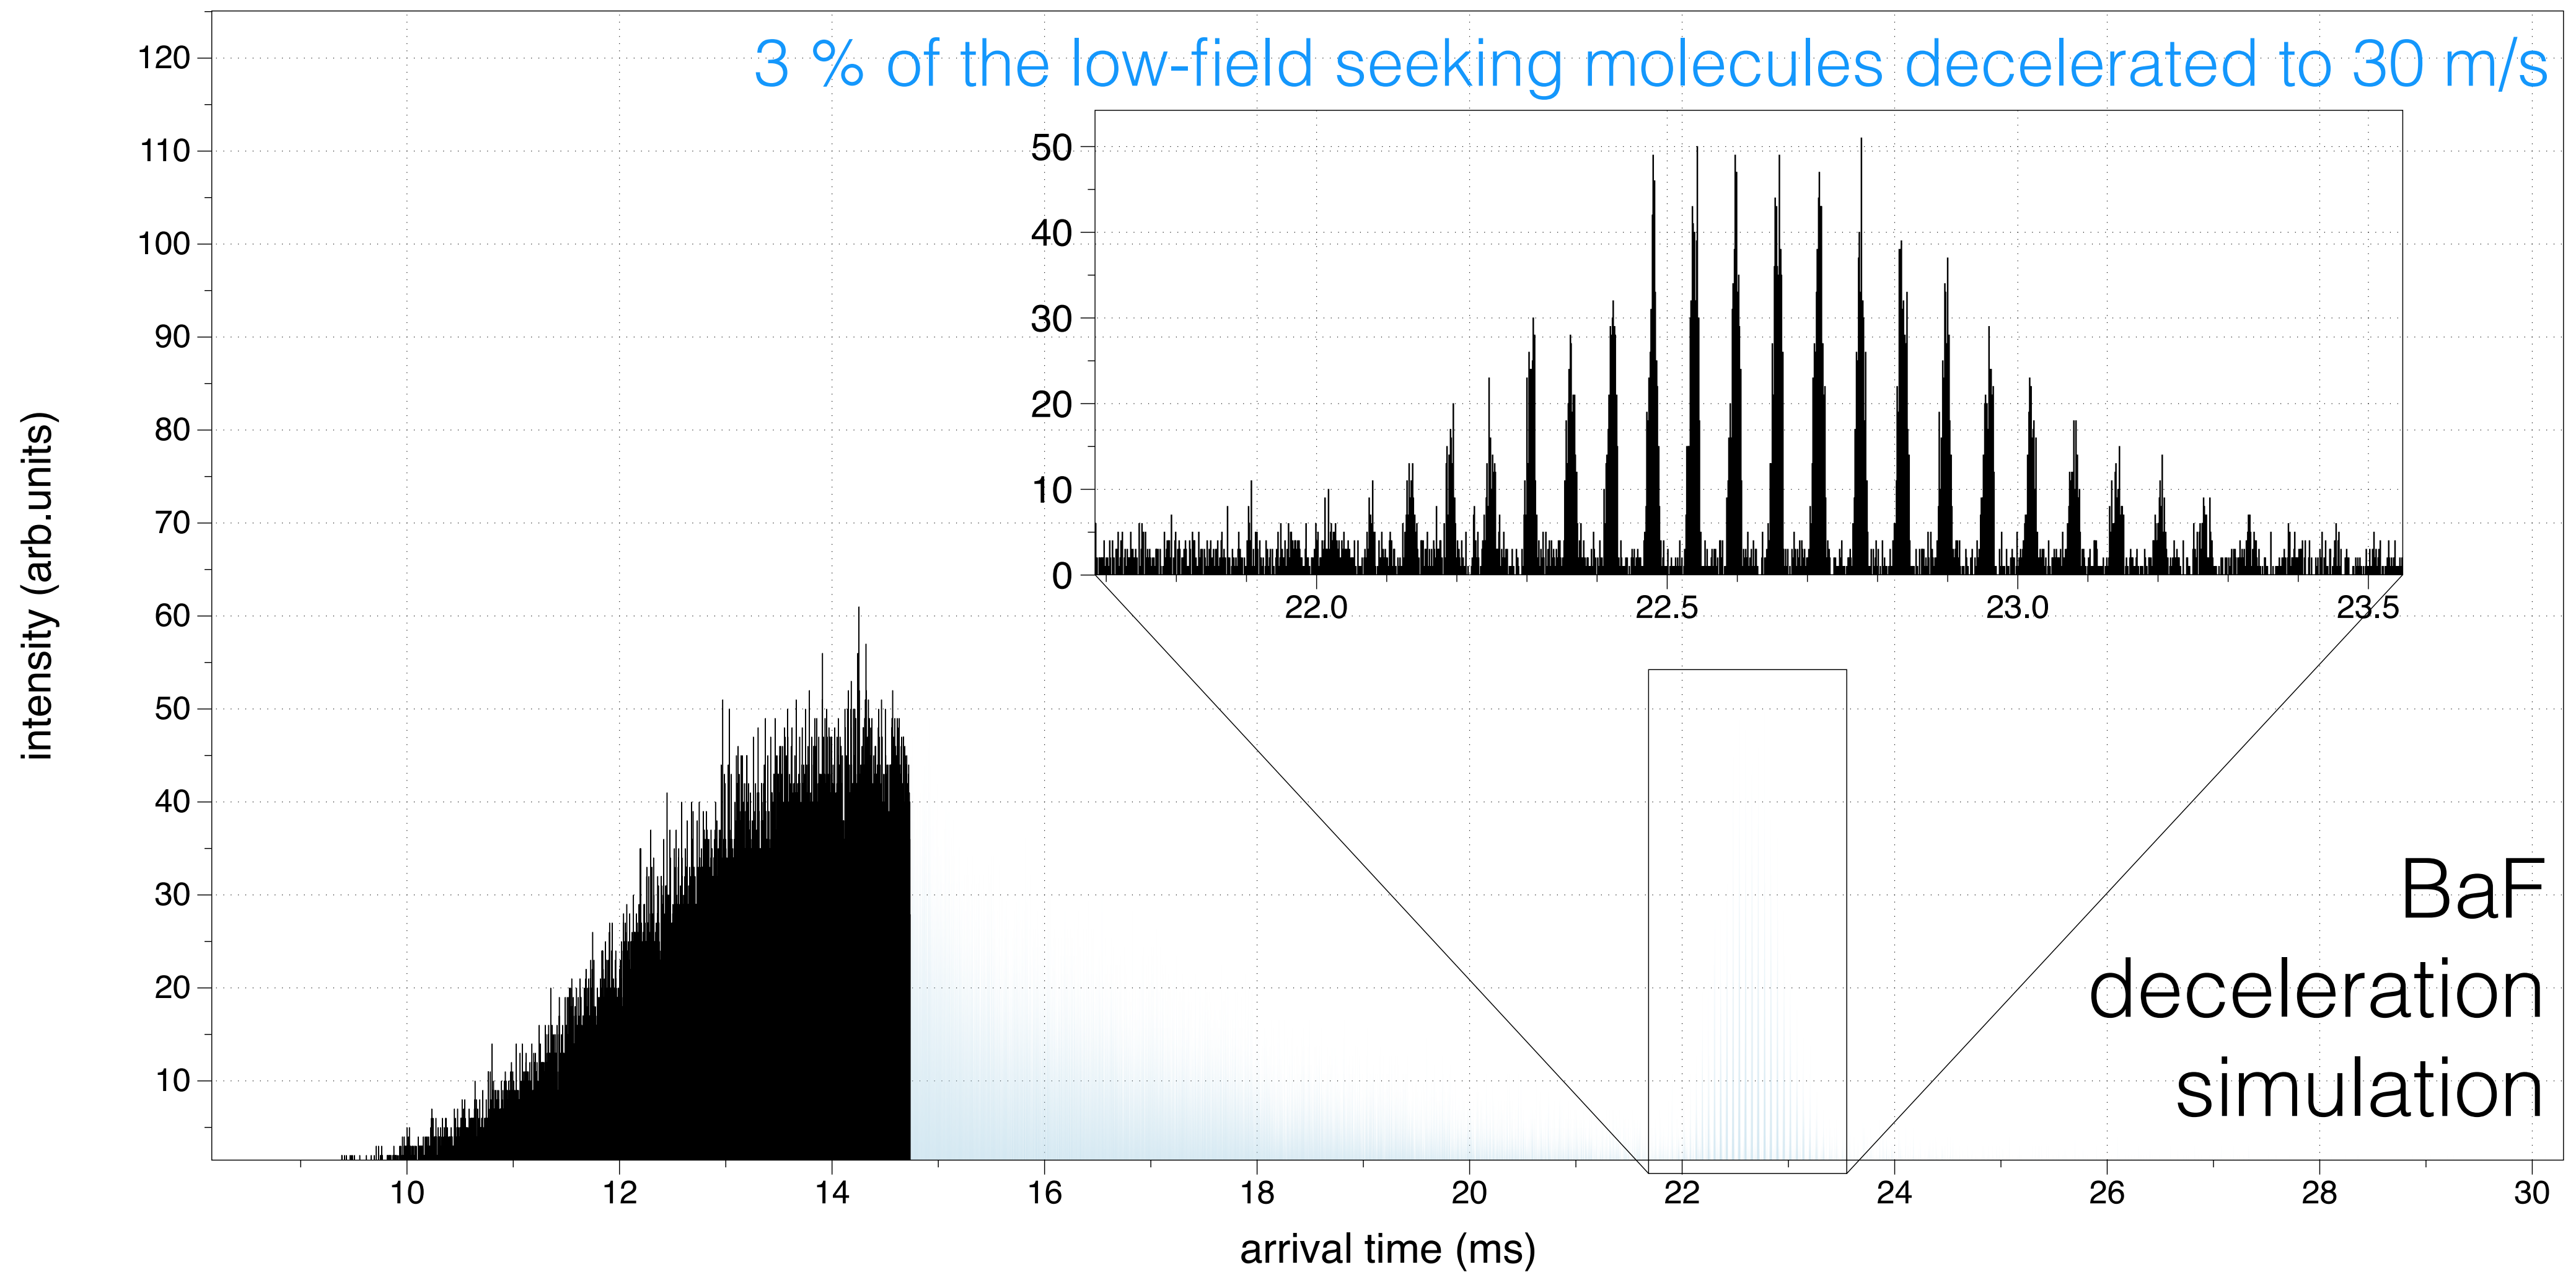 3 % of the low-field seeking molecules decelerated to 30 m/s
120
110
100
90
80
70
60
50
40
30
20
10
intensity (arb.units)
50
40
30
20
10
0
22.0 22.5 23.0 23.5
BaF
deceleration
simulation
10 12 14 16 18 20 22 24 26 28 30
arrival time (ms)